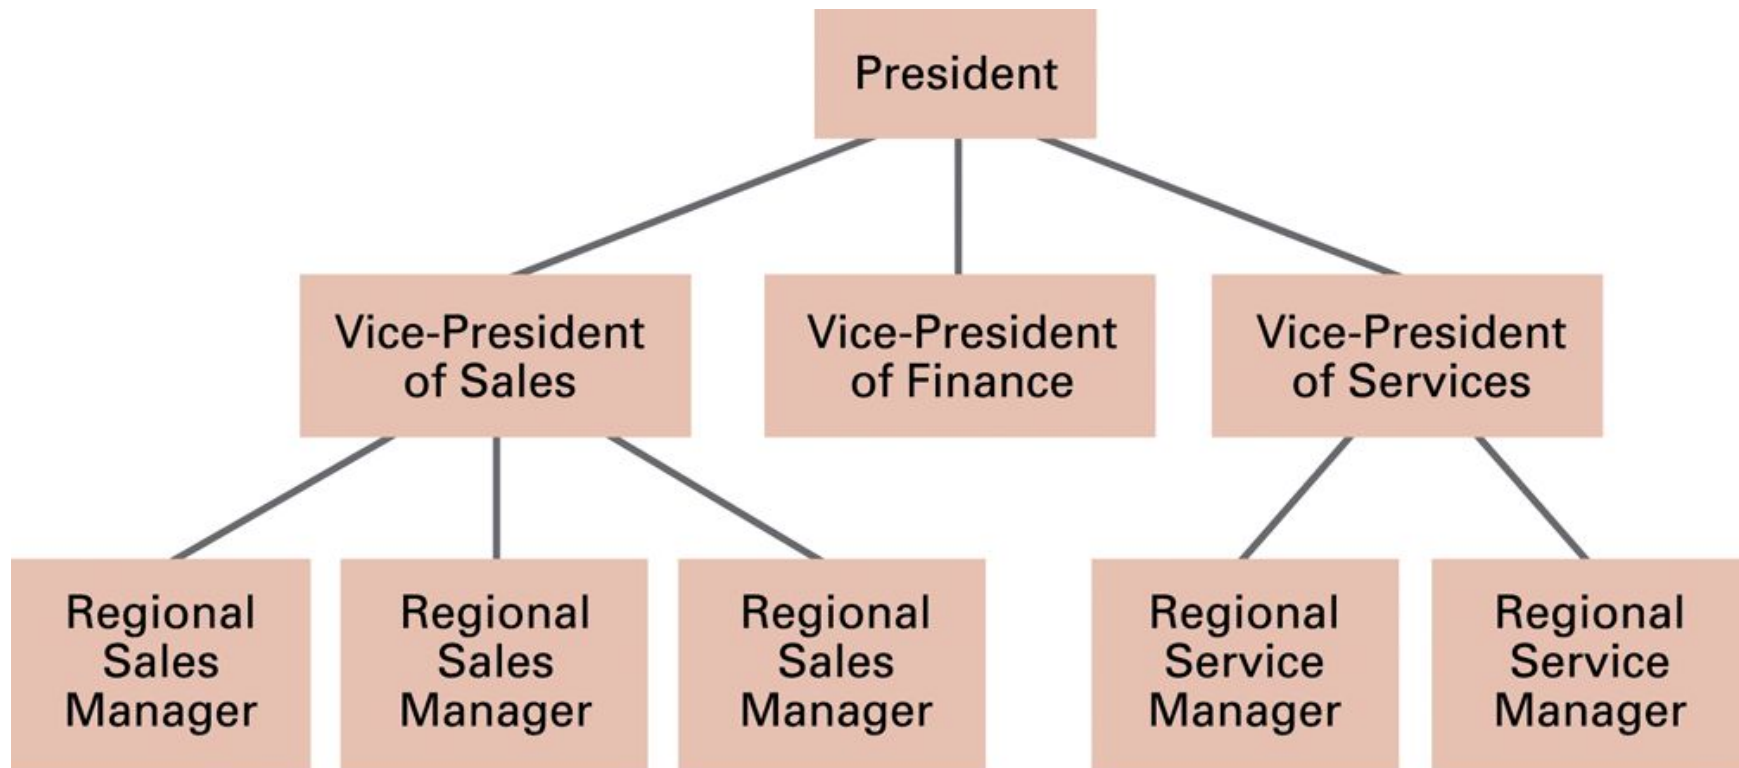 President
Vice-President
of Sales
Vice-President
of Finance
Vice-President
of Services
Regional
Sales
Manager
Regional
Sales
Manager
Regional
Sales
Manager
Regional
Service
Manager
Regional
Service
Manager